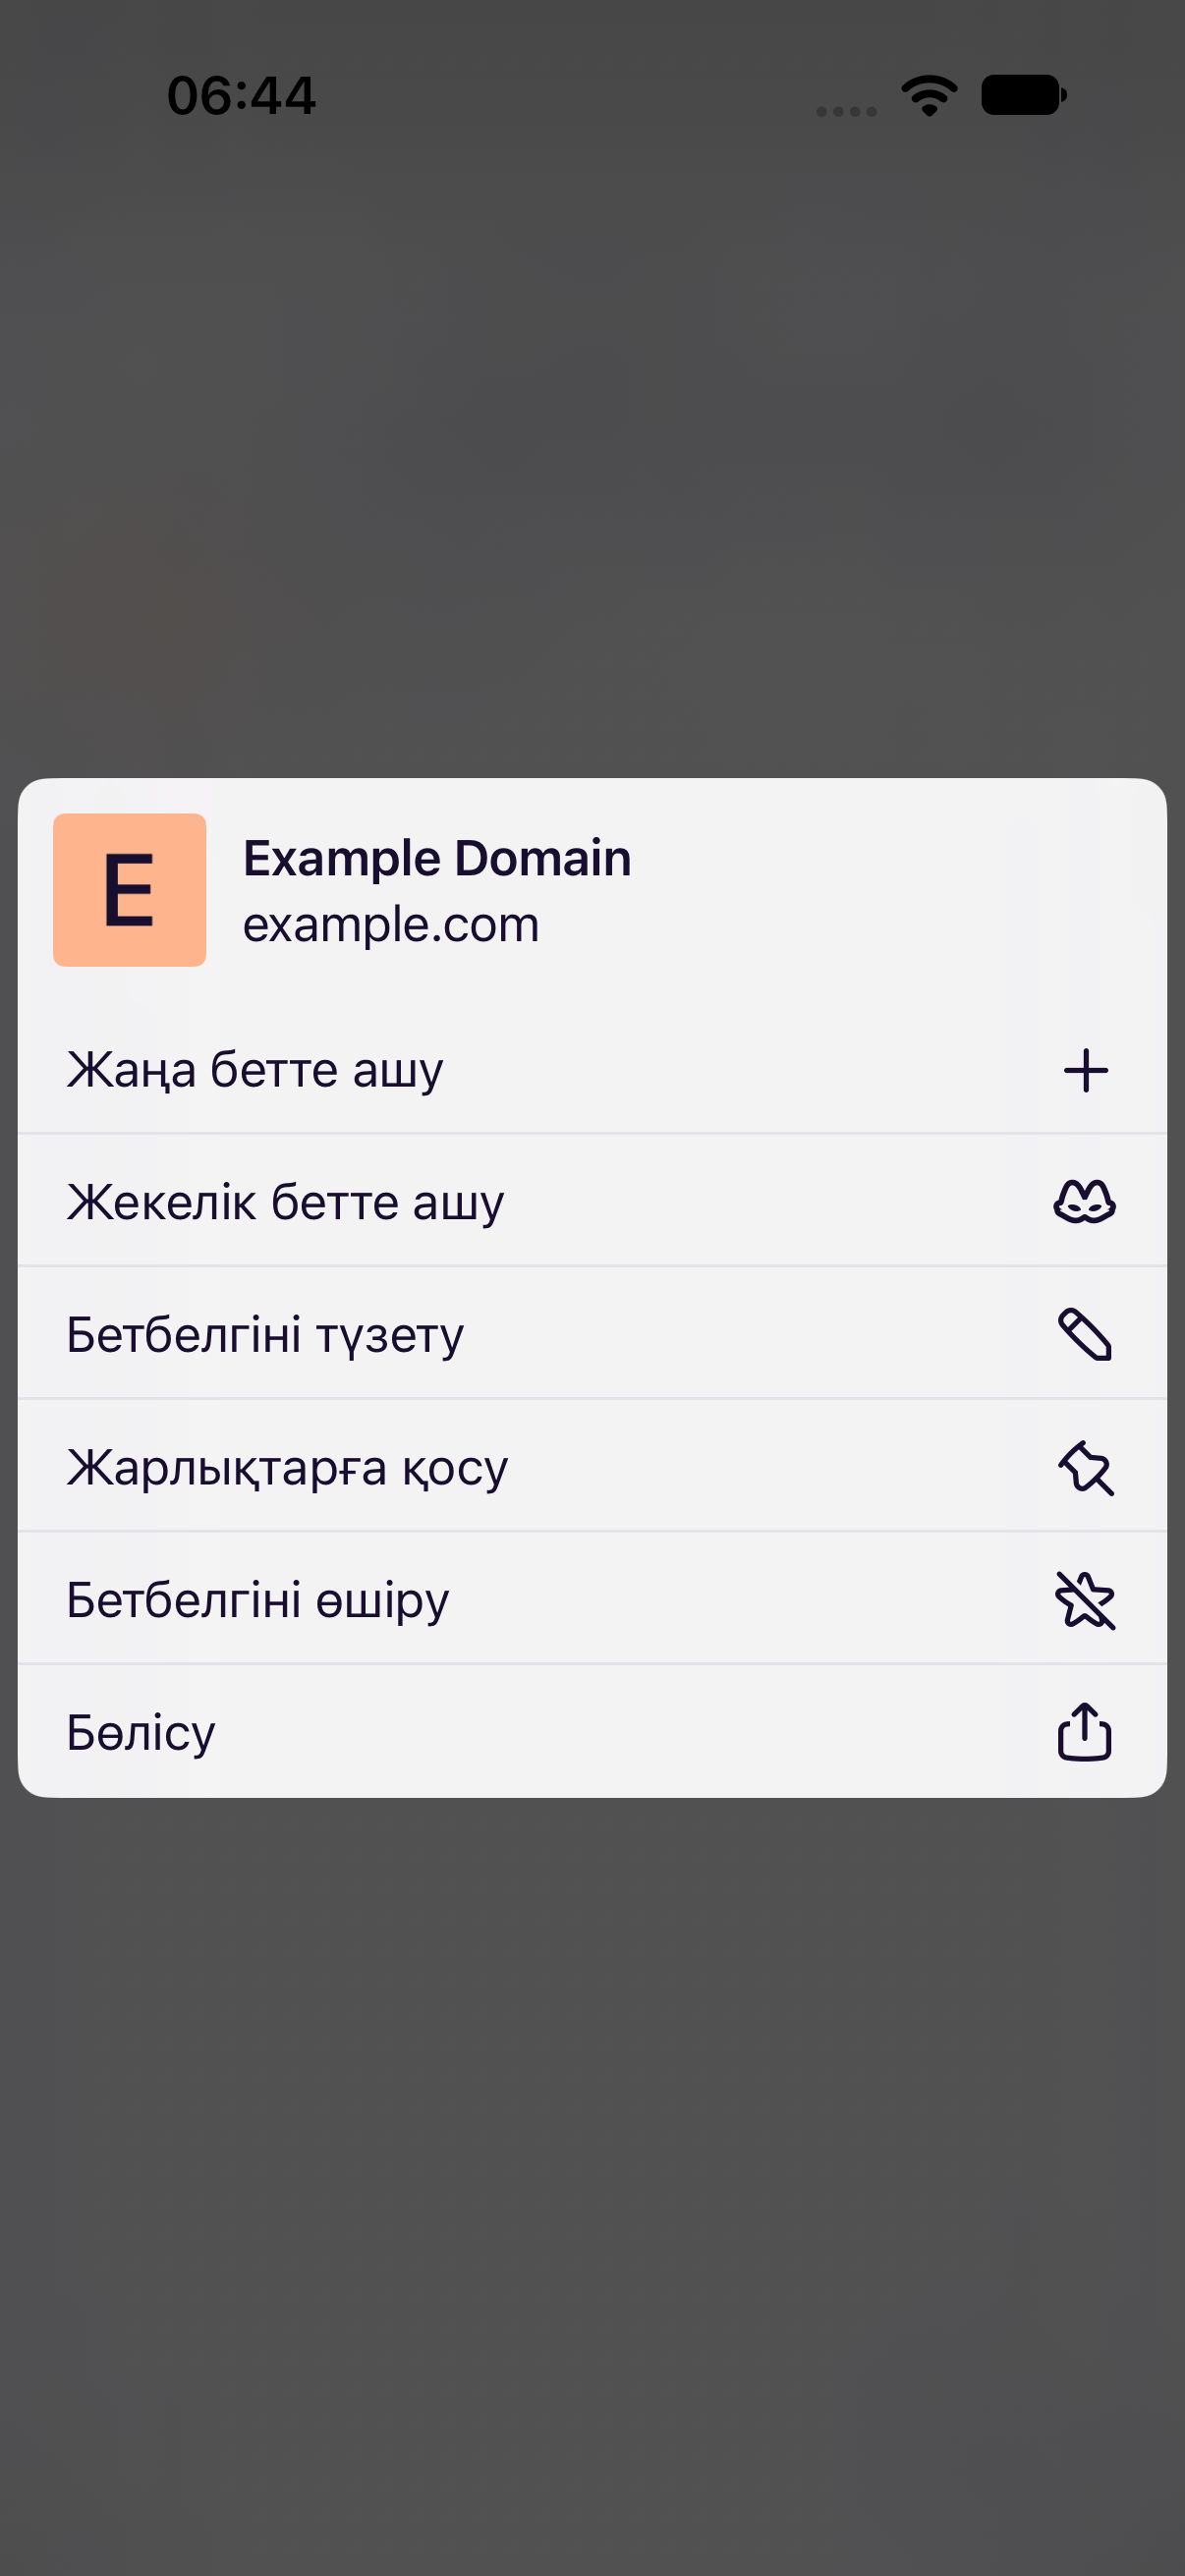 06:44
E
Example Domain
example.com
Жаңа бетте ашу
Жекелік бетте ашу
Бетбелгіні түзету
Жарлықтарға қосу
Бетбелгіні өшіру
Бөлісу